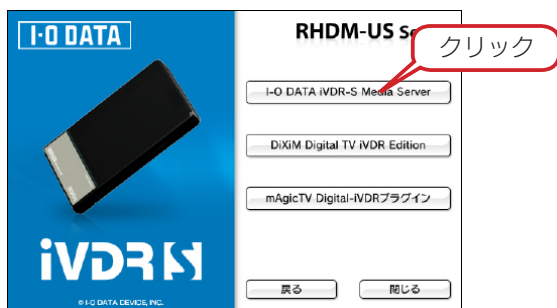 I·O DATA
RHDM-US Se
クリック
I-O DATA iVDR-S Media Server
DiXiM Digital TV iVDR Edition
mAgicTV Digital-iVDRプラグイン
iVDR S
戻る
閉じる
© I-O DATA DEVICE, INC.